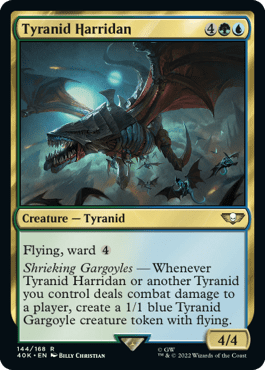 Tyranid Harridan 4
Creature — Tyranid
Flying, ward 4
Shrieking Gargoyles — Whenever
Tyranid Harridan or another Tyranid
you control deals combat damage to
a player, create a 1/1 blue Tyranid
Gargoyle creature token with flying.
4/4
144/168 R
40K • EN BILLY CHRISTIAN
© GW
™ & © 2022 Wizards of the Coast